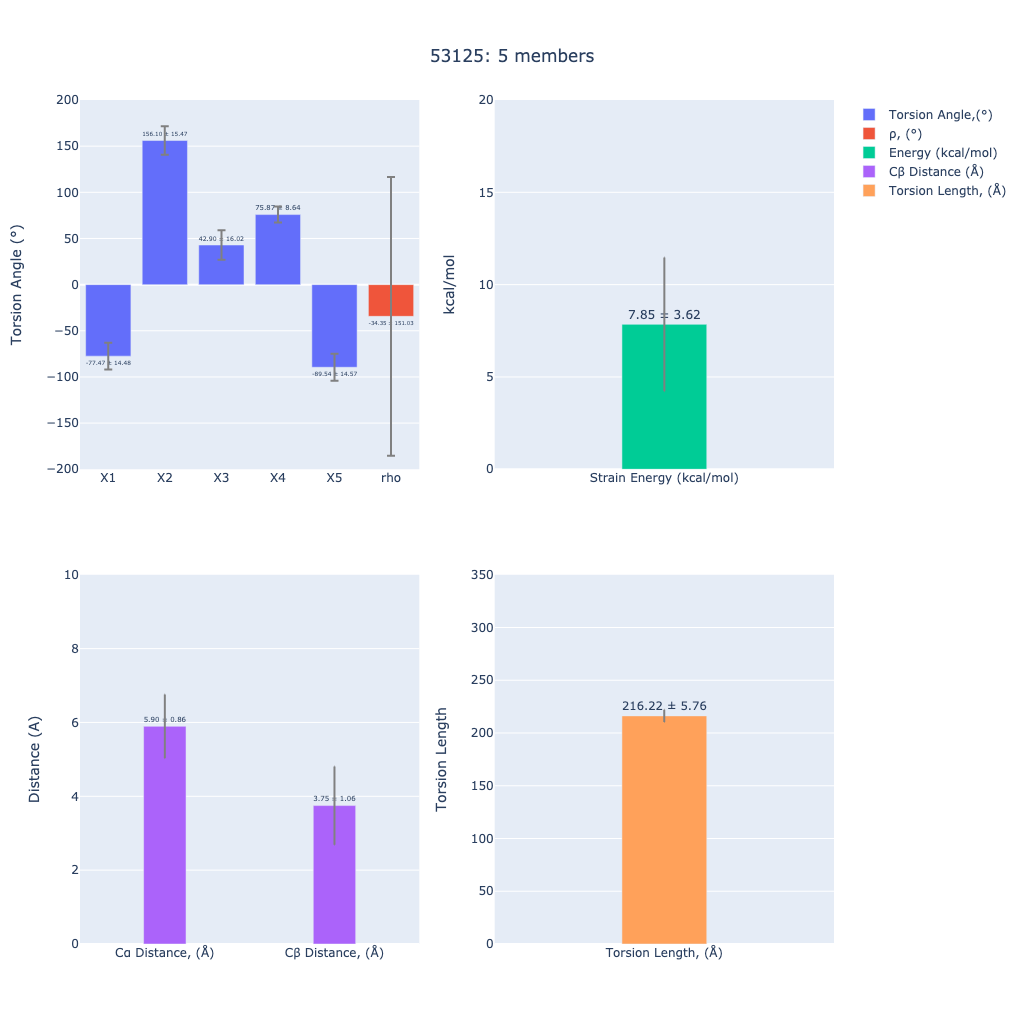 53125: 5 members
Torsion Angle (°)
200
150
100
50
0
−50
−100
−150
−200
-77.47 ± 14.48
156.10 ± 15.47
42.90 ± 16.02
75.87 ± 8.64
-89.54 ± 14.57
-34.35 ± 151.03
X1 X2 X3 X4 X5 rho
kcal/mol
20
15
10
5
0
7.85 ± 3.62
Strain Energy (kcal/mol)
Torsion Angle,(°)
ρ, (°)
Energy (kcal/mol)
Cβ Distance (Å)
Torsion Length, (Å)
Distance (A)
10
8
6
4
2
0
5.90 ± 0.86
3.75 ± 1.06
Cα Distance, (Å) Cβ Distance, (Å)
Torsion Length
350
300
250
200
150
100
50
0
216.22 ± 5.76
Torsion Length, (Å)